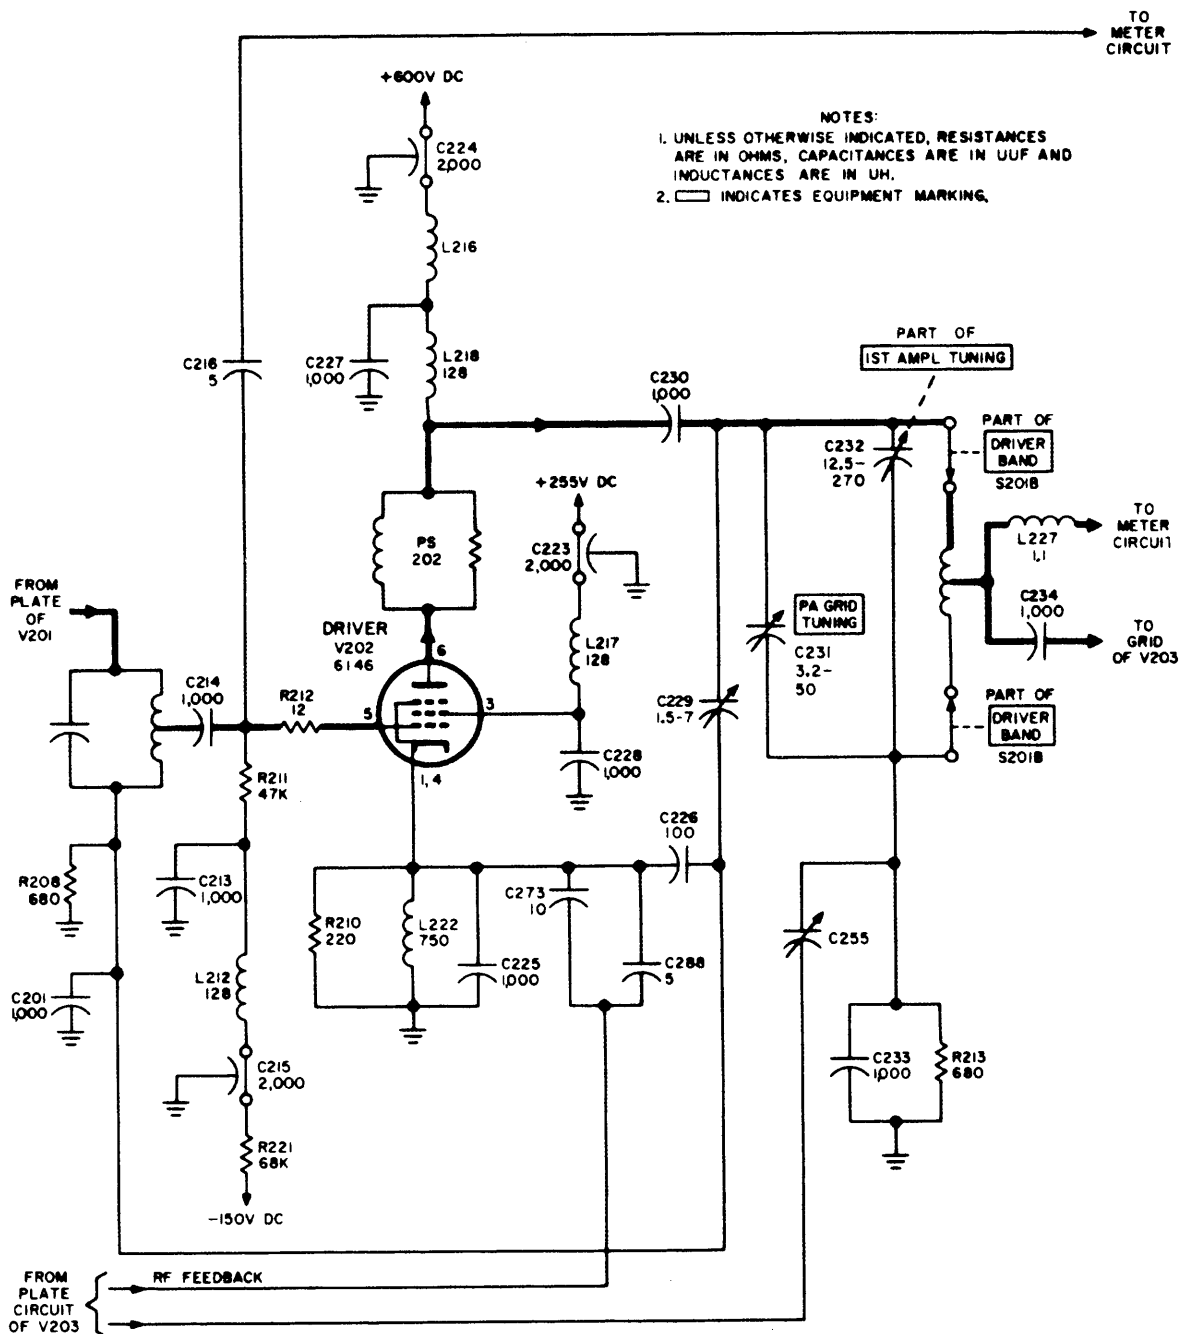 TO
METER
CIRCUIT
+600V DC
C224
2,000
L216
NOTES:
1. UNLESS OTHERWISE INDICATED, RESISTANCES
ARE IN OHMS, CAPACITANCES ARE IN UUF AND
INDUCTANCES ARE IN UH.
2. INDICATES EQUIPMENT MARKING.
C216
5
C227
1,000
L218
128
C230
1,000
PART OF
1ST AMPL TUNING
C232
12.5-
270
PART OF
DRIVER
BAND
S201B
+255V DC
C223
2,000
PS
202
TO
METER
CIRCUIT
L227
1.1
C234
1,000
TO
GRID
OF V203
FROM
PLATE
OF
V201
DRIVER
V202
6146
6
5
3
1,4
L217
128
PA GRID
TUNING
C231
3.2-
50
C214
1,000
R212
12
C229
1.5-7
PART OF
DRIVER
BAND
S201B
C228
1,000
R211
47K
C226
100
R208
680
C213
1,000
R210
220
L222
750
C225
1,000
C273
10
C288
5
C255
C201
1,000
L212
128
C215
2,000
C233
1,000
R213
680
R221
68K
-150V DC
FROM
PLATE
CIRCUIT
OF V203
RF FEEDBACK